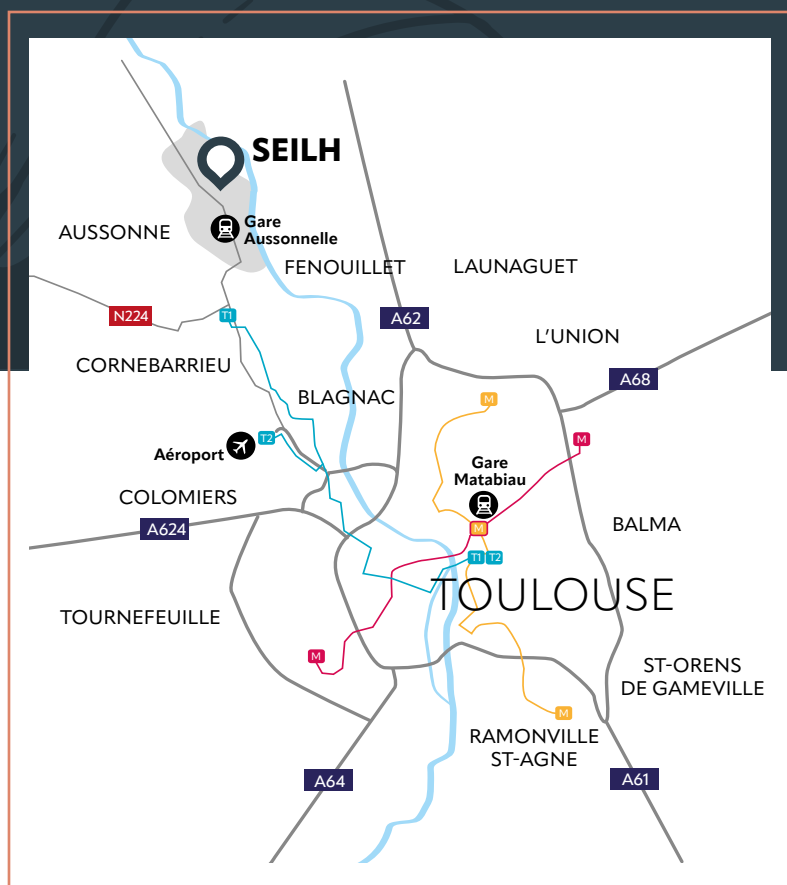 SEILH
Gare
Aussonnelle
AUSSONNE
FENOUILLET
LAUNAGUET
N224
T1
A62
L'UNION
CORNEBARRIEU
A68
BLAGNAC
M
T2
M
Aéroport
Gare
Matabiau
COLOMIERS
A624
M
BALMA
T1 T2
TOULOUSE
TOURNEFEUILLE
M
ST-ORENS
DE GAMEVILLE
M
RAMONVILLE
ST-AGNE
A64
A61